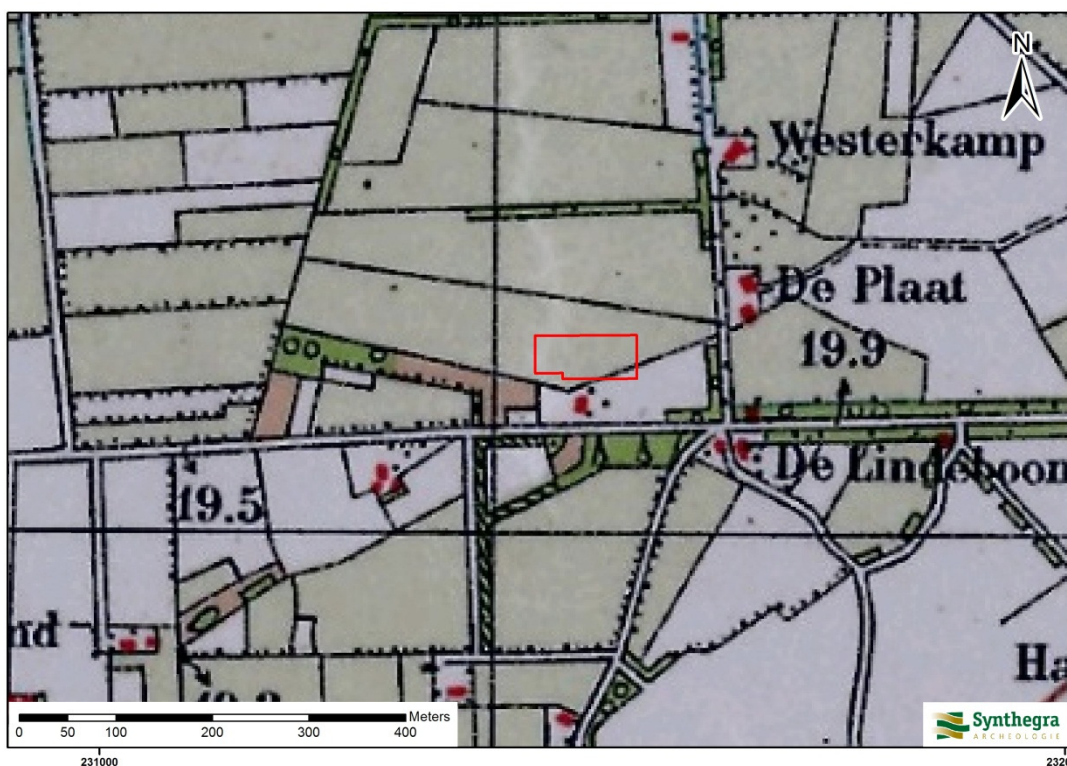 N
Westerkamp
De Plaat
19.9
De Lindeboom
19.5
nd
Ha
Meters
0 50 100 200 300 400
Synthegra
ARCHEOLOGIE
231000